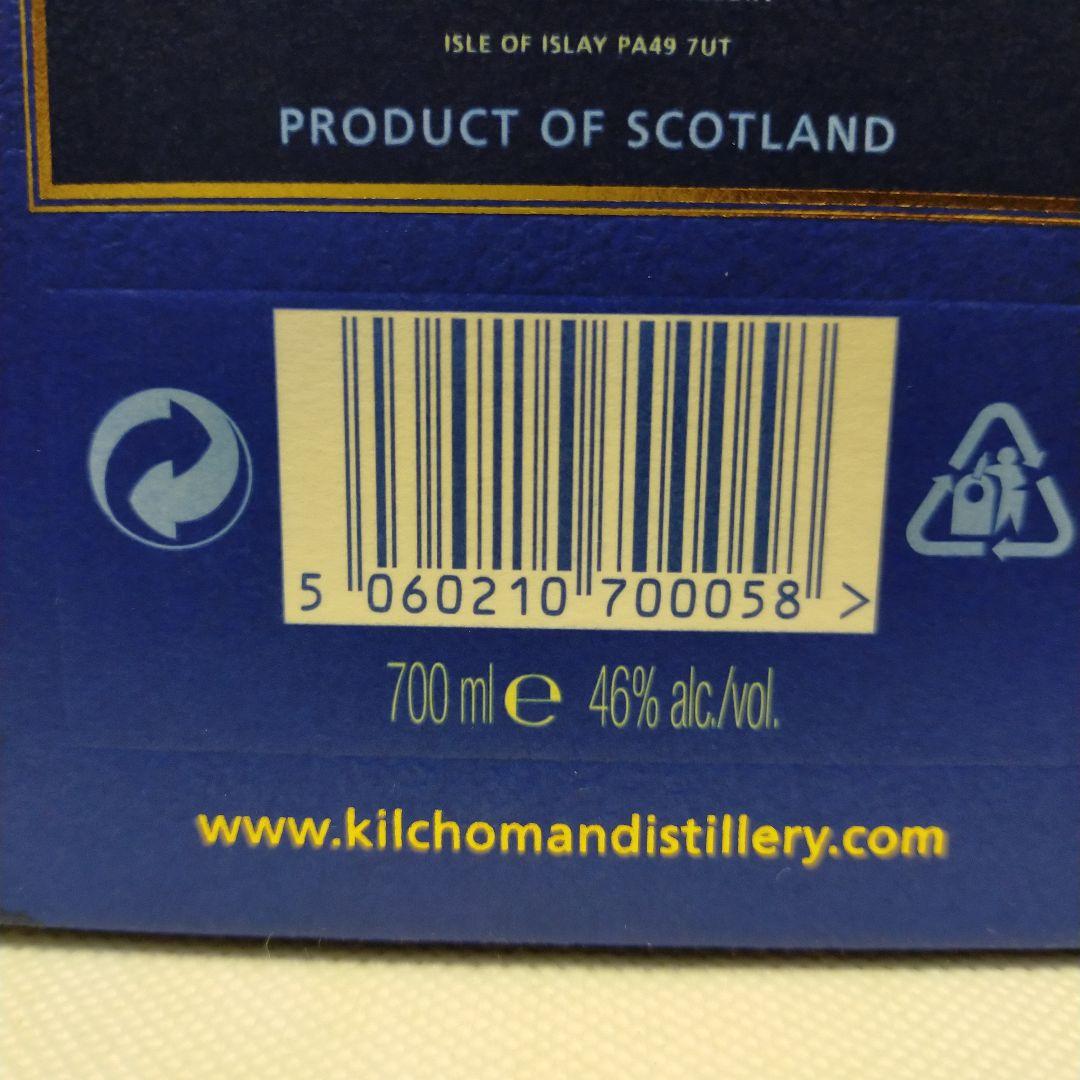 ISLE OF ISLAY PA49 7UT
PRODUCT OF SCOTLAND
5 060210 700058 >
700 ml e 46% alc./vol.
www.kilchomandistillery.com